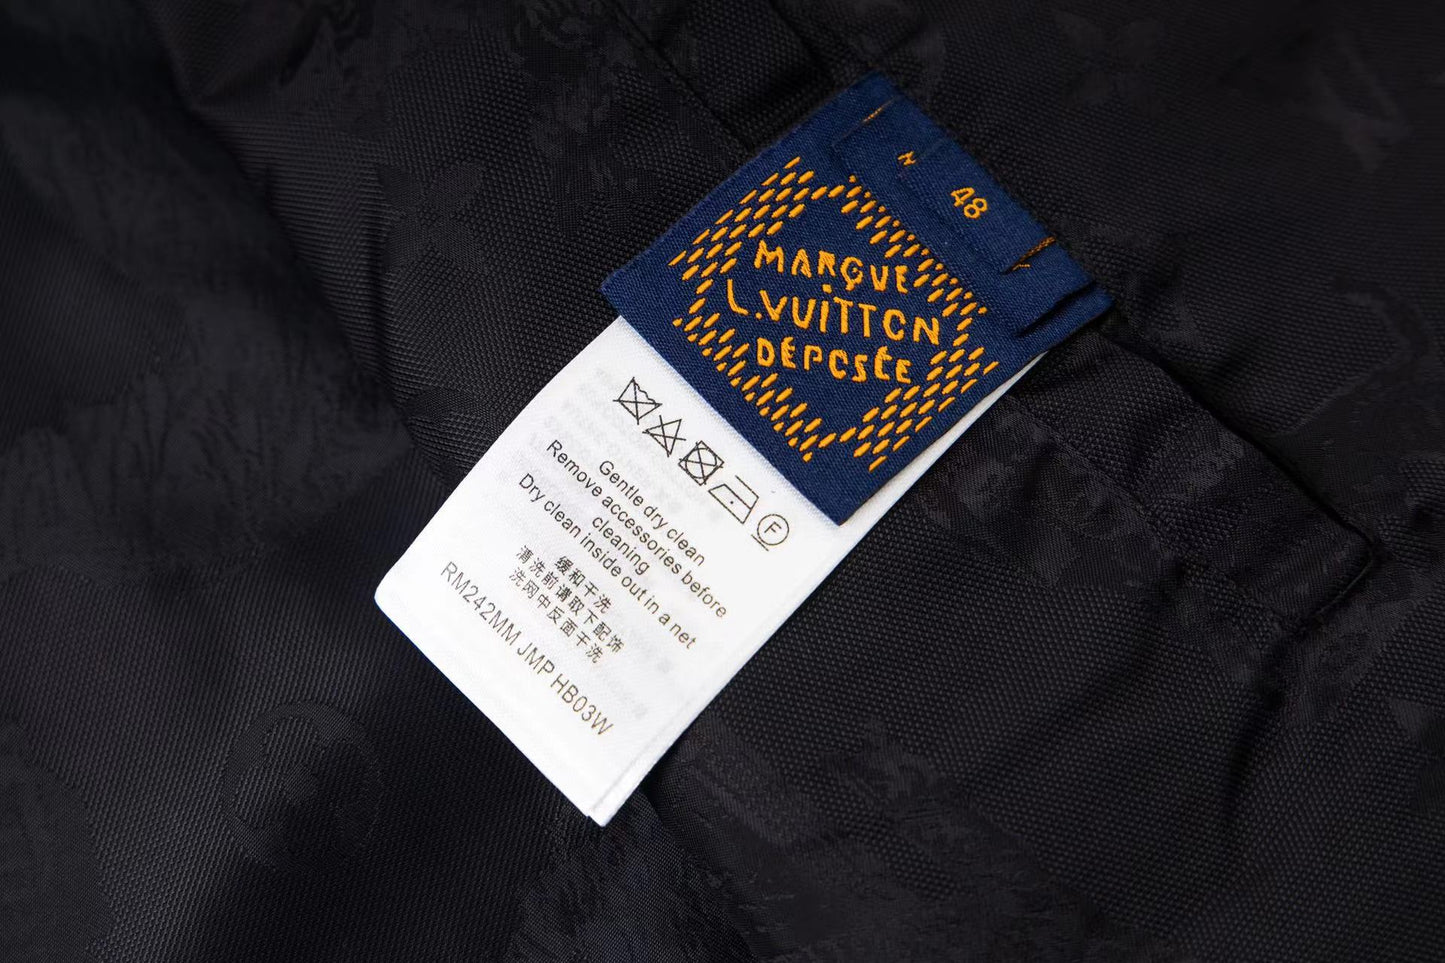 48
MARQUE
L.VUITTON
DÉPOSÉE
F
Gentle dry clean
Remove accessories before
cleaning
Dry clean inside out in a net
缓和干洗
清洗前请取下配饰
洗网中反面干洗
RM242MM JMP HB03W